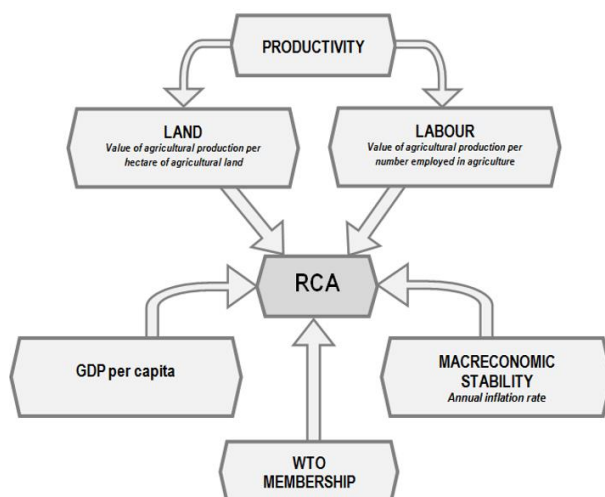 PRODUCTIVITY
LAND
Value of agricultural production per
hectare of agricultural land
LABOUR
Value of agricultural production per
number employed in agriculture
RCA
GDP per capita
MACRECONOMIC
STABILITY
Annual inflation rate
WTO
MEMBERSHIP